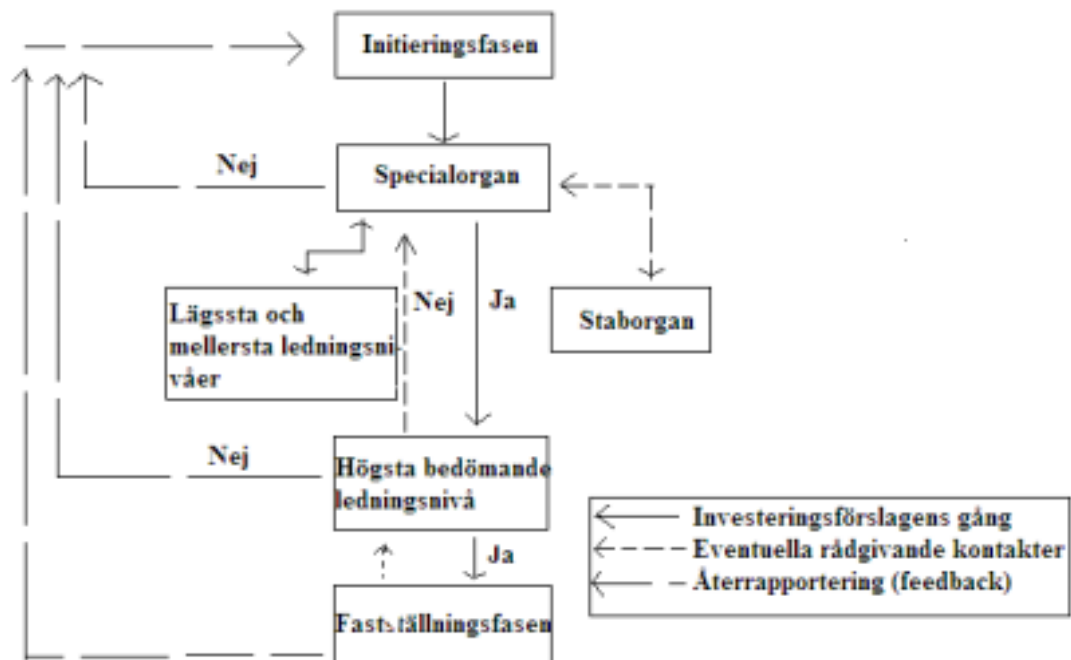 Initieringsfasen
Nej
Specialorgan
Nej
Ja
Lägssta och
mellersta ledningsni-
våer
Staborgan
Nej
Högsta bedömande
ledningsnivå
Ja
Fastställningsfasen
Investeringsförslagens gång
Eventuella rådgivande kontakter
Återrapportering (feedback)